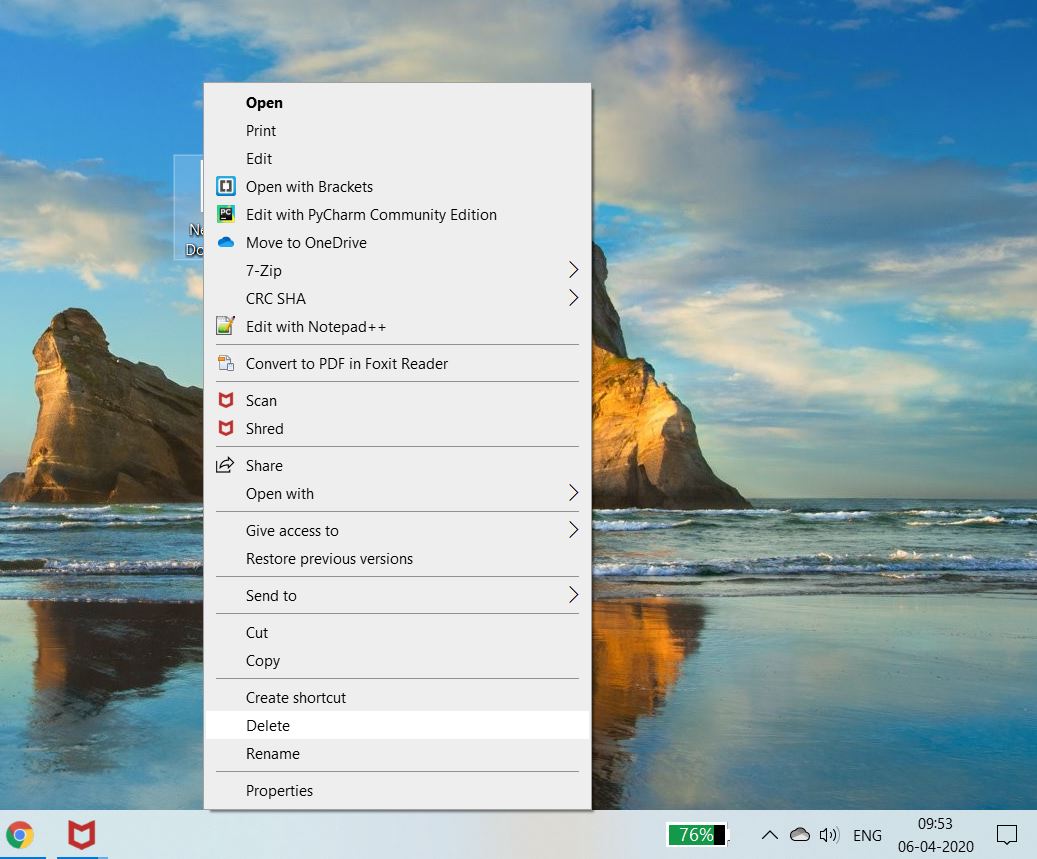 Open
Print
Edit
Open with Brackets
PC
Edit with PyCharm Community Edition
Move to OneDrive
7-Zip
CRC SHA
Edit with Notepad++
Convert to PDF in Foxit Reader
Scan
Shred
Share
Open with
Give access to
Restore previous versions
Send to
Cut
Copy
Create shortcut
Delete
Rename
Properties
76%
ENG
09:53
06-04-2020